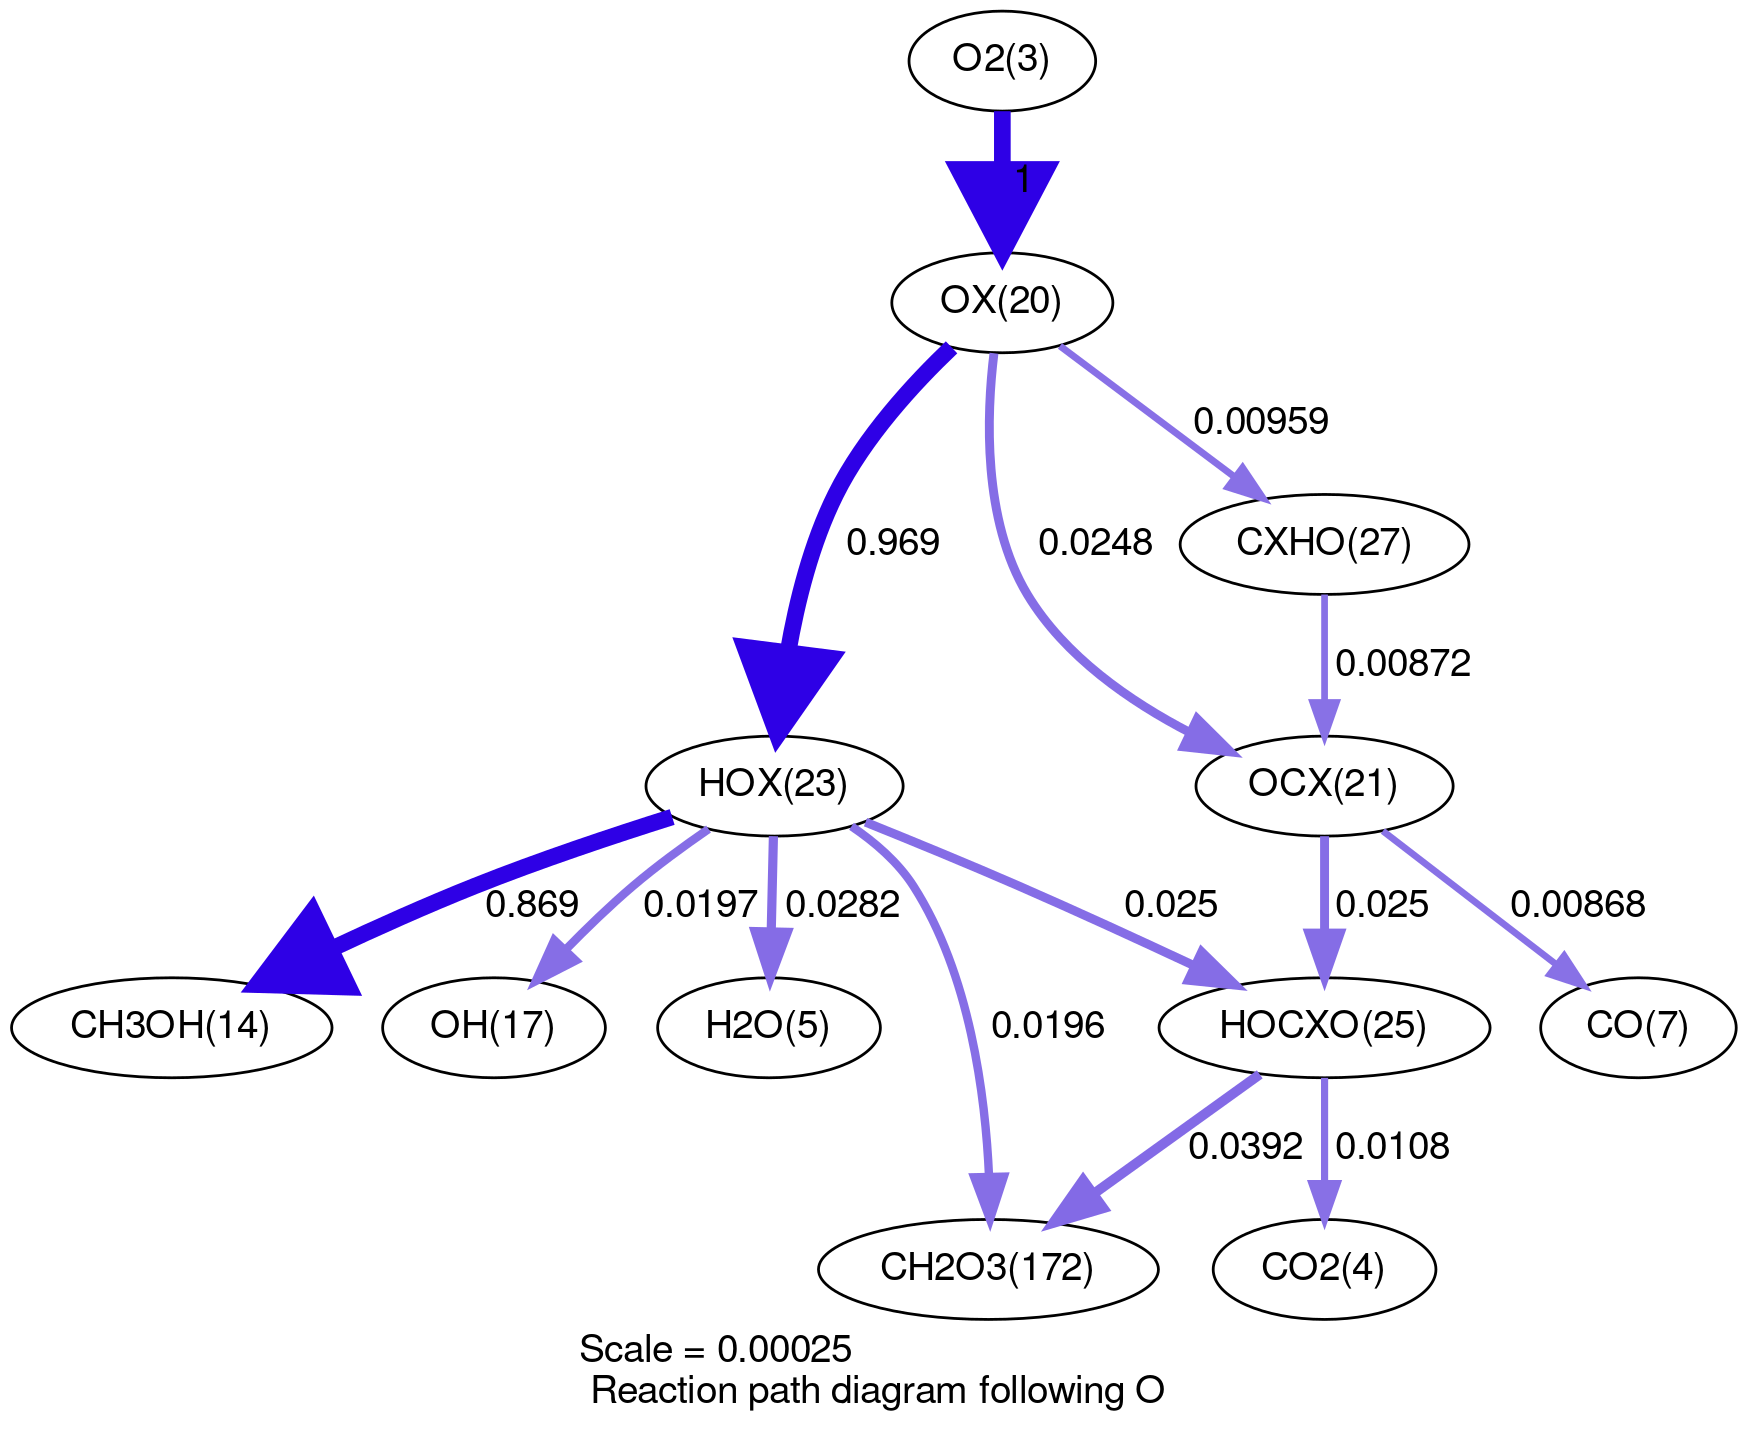 O2(3)
1
OX(20)
0.00959
0.969
0.0248
CXHO(27)
0.00872
HOX(23)
OCX(21)
0.869
0.0197
0.0282
0.025
0.025
0.00868
CH3OH(14)
OH(17)
H2O(5)
0.0196
HOCXO(25)
CO(7)
0.0392
0.0108
CH2O3(172)
CO2(4)
Scale = 0.00025
Reaction path diagram following O